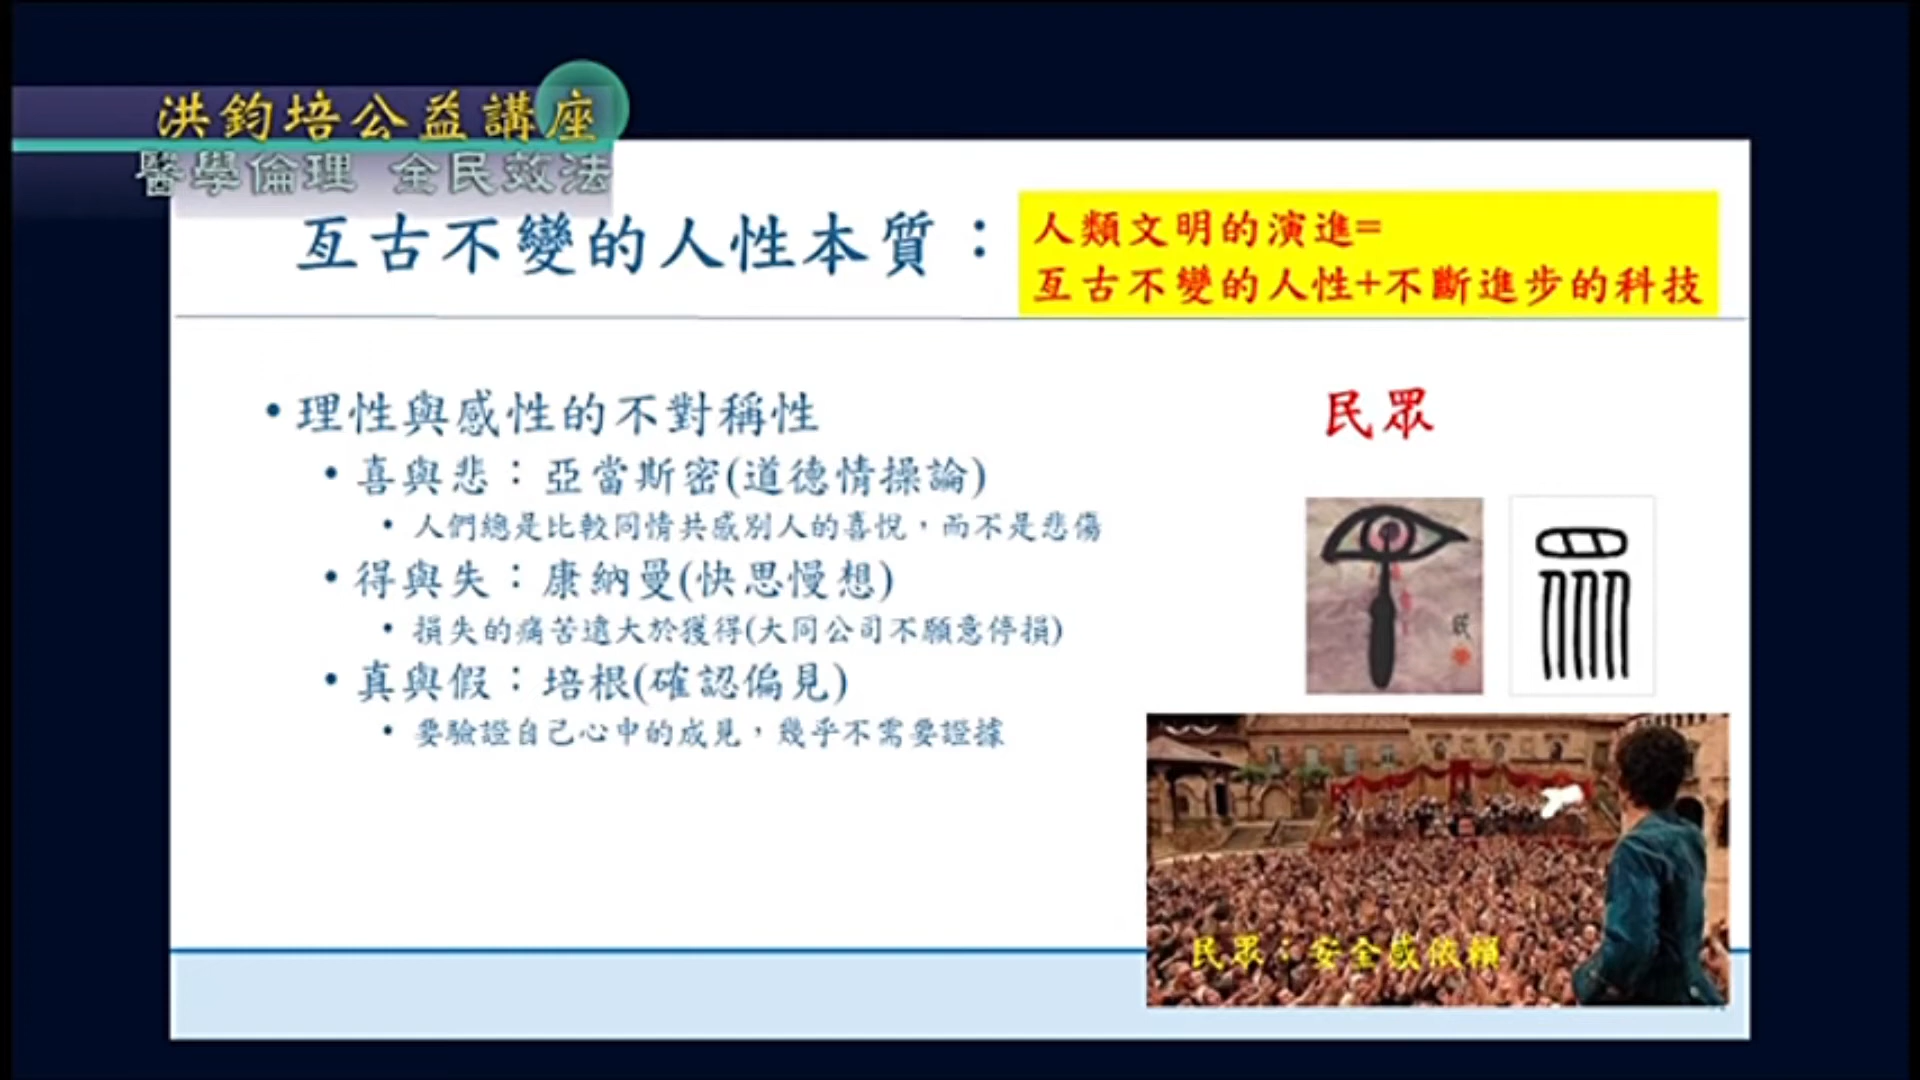 洪鈞培公益講座
醫學倫理 全民效法
亙古不變的人性本質：
人類文明的演進=
亙古不變的人性+不斷進步的科技
• 理性與感性的不對稱性
• 喜與悲：亞當斯密(道德情操論)
• 人們總是比較同情共感別人的喜悅，而不是悲傷
• 得與失：康納曼(快思慢想)
• 損失的痛苦遠大於獲得(大同公司不願意停損)
• 真與假：培根(確認偏見)
• 要驗證自己心中的成見，幾乎不需要證據
民眾
民眾：安全感依賴